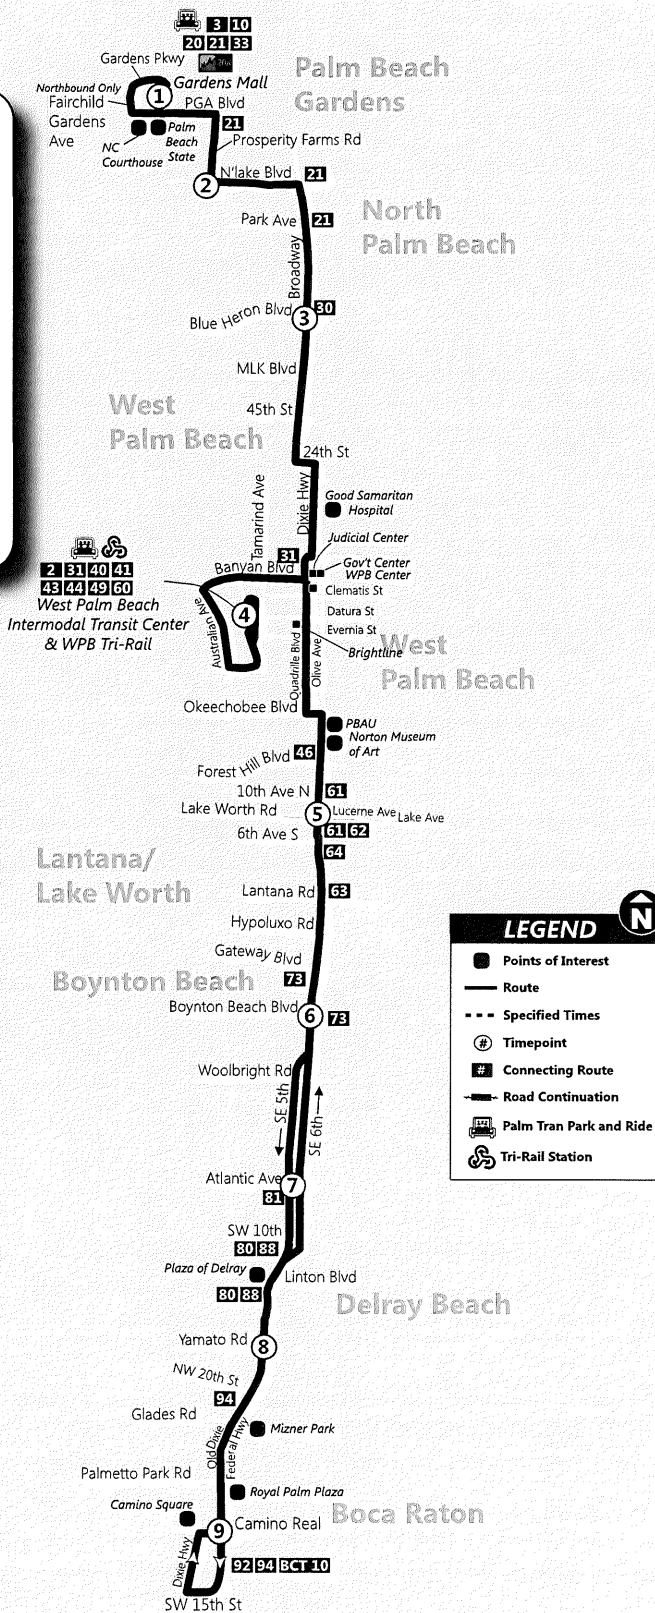 3 10
20 21 33
Gardens Pkwy
Palm Beach
Gardens
Northbound Only
Gardens Mall
Fairchild
Gardens
Ave
1
PGA Blvd
21
NC
Courthouse
Palm
Beach
State
Prosperity Farms Rd
2
N'lake Blvd 21
North
Palm Beach
Park Ave 21
Broadway
Blue Heron Blvd 30
3
MLK Blvd
West
Palm Beach
45th St
24th St
Tamarind Ave
Dixie Hwy
Good Samaritan
Hospital
Judicial Center
31
Banyan Blvd
Gov't Center
WPB Center
2 31 40 41
43 44 49 60
West Palm Beach
Intermodal Transit Center
& WPB Tri-Rail
Clematis St
4
Australian Ave
Datura St
Evernia St
Quadrille Blvd
Olive Ave
Brightline
West
Palm Beach
Okeechobee Blvd
PBAU
Norton Museum
of Art
46
Forest Hill Blvd
10th Ave N 61
Lake Worth Rd
5
Lucerne Ave
Lake Ave
6th Ave S
61 62
64
Lantana/
Lake Worth
Lantana Rd 63
Hypoluxo Rd
Gateway Blvd
73
Boynton Beach
Boynton Beach Blvd
6
73
Woolbright Rd
SE 5th
SE 6th
Atlantic Ave
7
81
SW 10th
80 88
Plaza of Delray
Linton Blvd
80 88
Delray Beach
Yamato Rd
8
NW 20th St
94
Glades Rd
Old Dixie
Federal Hwy
Mizner Park
Palmetto Park Rd
Royal Palm Plaza
Camino Square
Boca Raton
9
Camino Real
Dixie Hwy
92 94 BCT 10
SW 15th St
N
LEGEND
Points of Interest
Route
Specified Times
# Timepoint
# Connecting Route
Road Continuation
Palm Tran Park and Ride
Tri-Rail Station